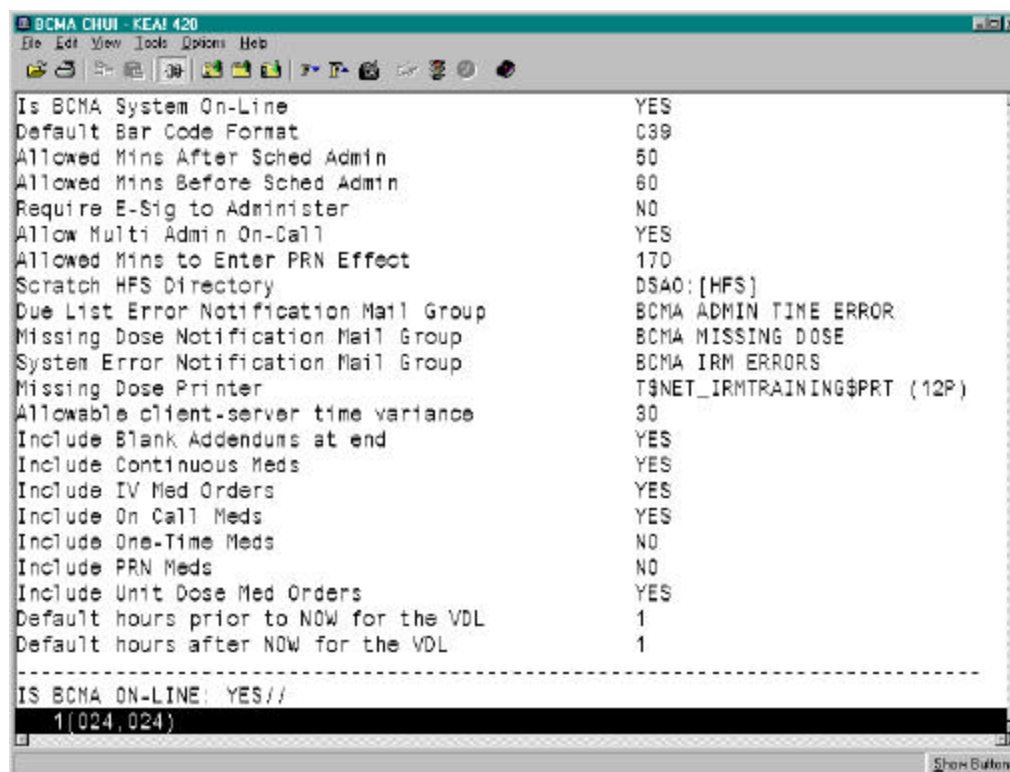 BCMA CHUI - KEA! 420
File Edit View Tools Options Help
Is BCMA System On-Line YES
Default Bar Code Format C39
Allowed Mins After Sched Admin 50
Allowed Mins Before Sched Admin 60
Require E-Sig to Administer NO
Allow Multi Admin On-Call YES
Allowed Mins to Enter PRN Effect 170
Scratch HFS Directory DSA0:[HFS]
Due List Error Notification Mail Group BCMA ADMIN TIME ERROR
Missing Dose Notification Mail Group BCMA MISSING DOSE
System Error Notification Mail Group BCMA IRM ERRORS
Missing Dose Printer T$NET_IRMTRAINING$PRT (12P)
Allowable client-server time variance 30
Include Blank Addendums at end YES
Include Continuous Meds YES
Include IV Med Orders YES
Include On Call Meds YES
Include One-Time Meds NO
Include PRN Meds NO
Include Unit Dose Med Orders YES
Default hours prior to NOW for the VDL 1
Default hours after NOW for the VDL 1
--------------------------------------------------------------------------------
IS BCMA ON-LINE: YES//
1(024,024)
Show Button